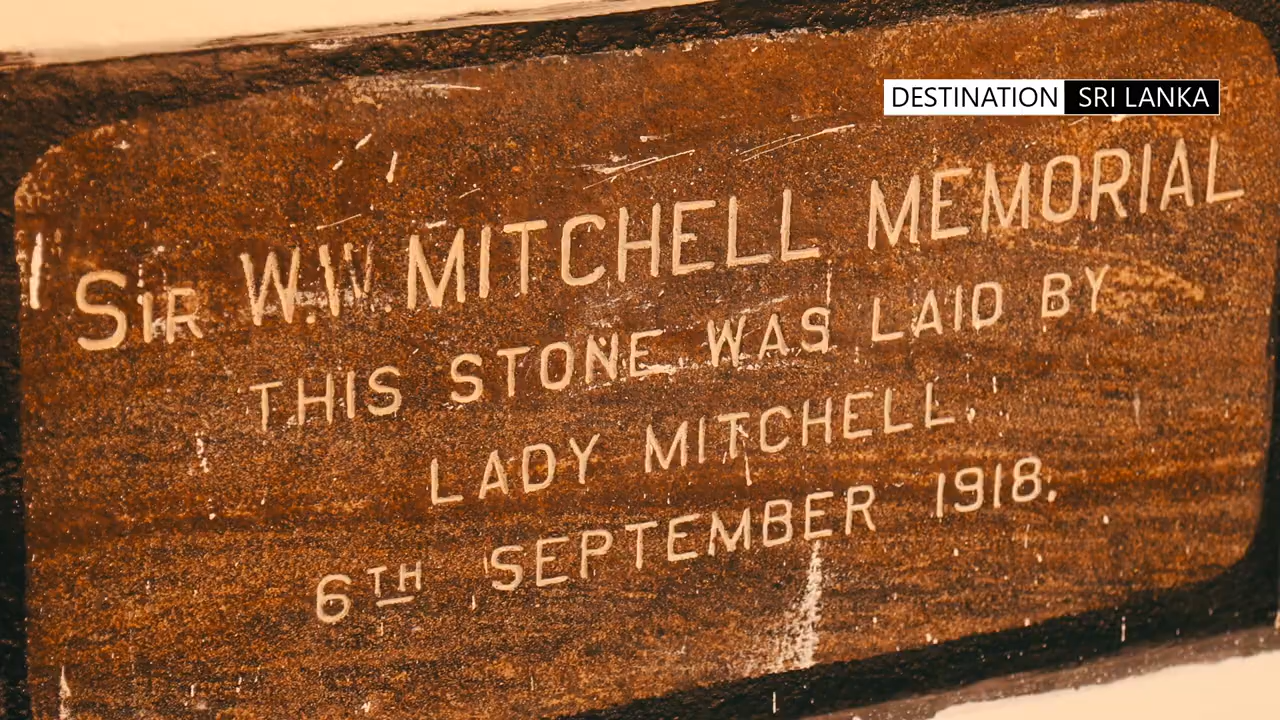 DESTINATION SRI LANKA
SIR W.W. MITCHELL MEMORIAL
THIS STONE WAS LAID BY
LADY MITCHELL.
6TH SEPTEMBER 1918.